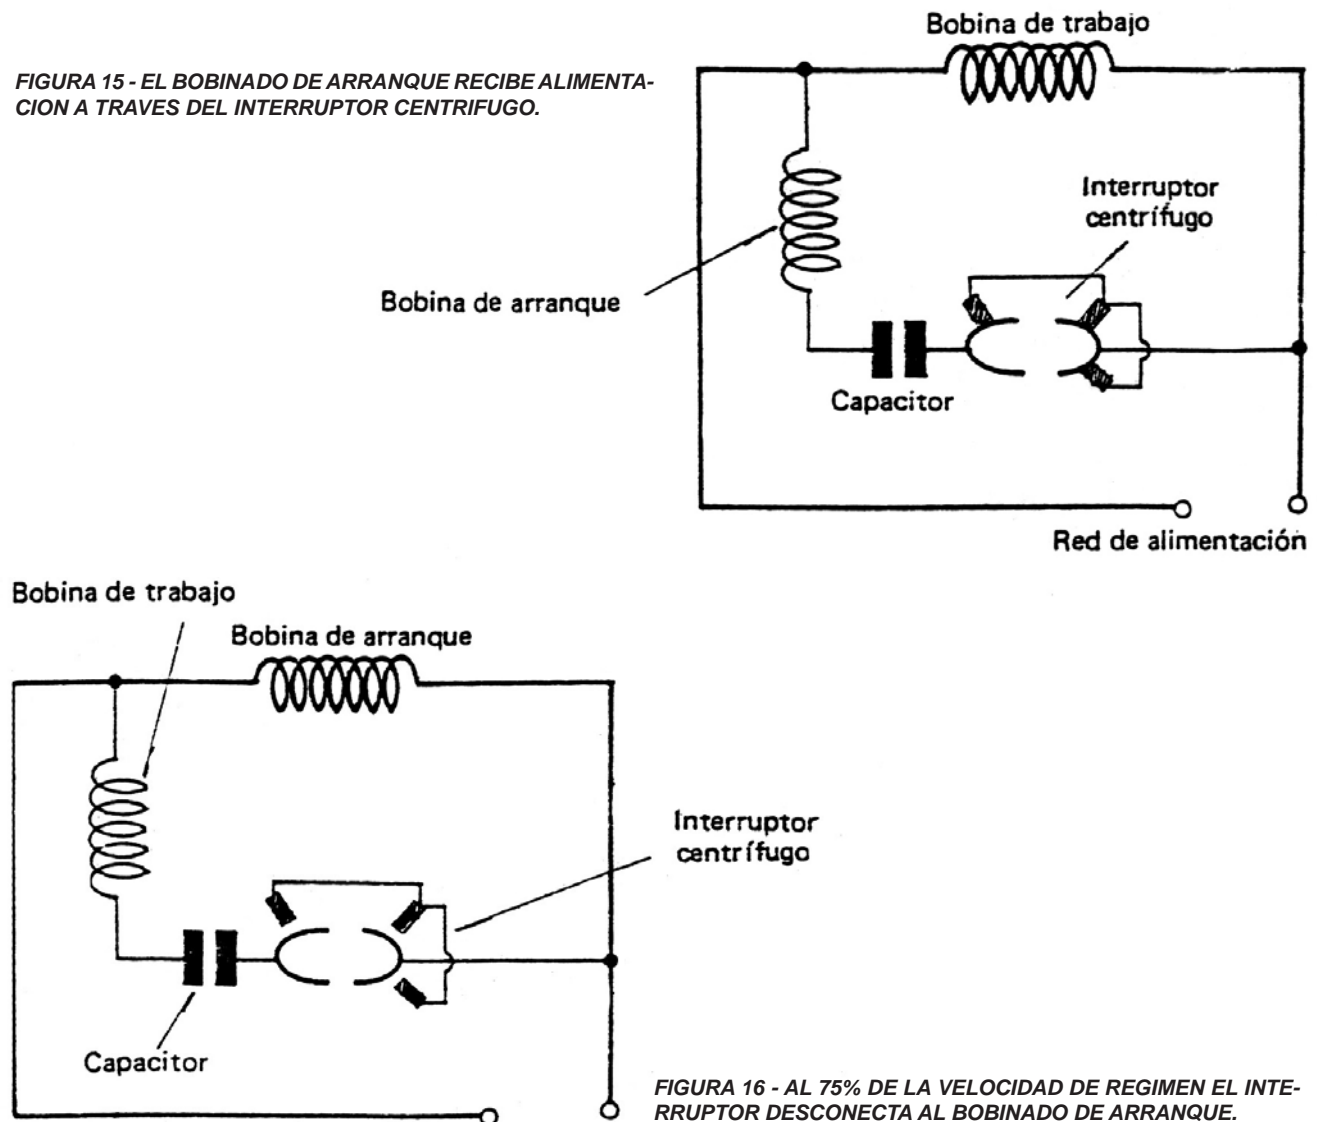 Bobina de trabajo
FIGURA 15 - EL BOBINADO DE ARRANQUE RECIBE ALIMENTA-
CION A TRAVES DEL INTERRUPTOR CENTRIFUGO.
Interruptor
centrífugo
Bobina de arranque
Capacitor
Red de alimentación
Bobina de trabajo
Bobina de arranque
Interruptor
centrífugo
Capacitor
FIGURA 16 - AL 75% DE LA VELOCIDAD DE REGIMEN EL INTE-
RRUPTOR DESCONECTA AL BOBINADO DE ARRANQUE.